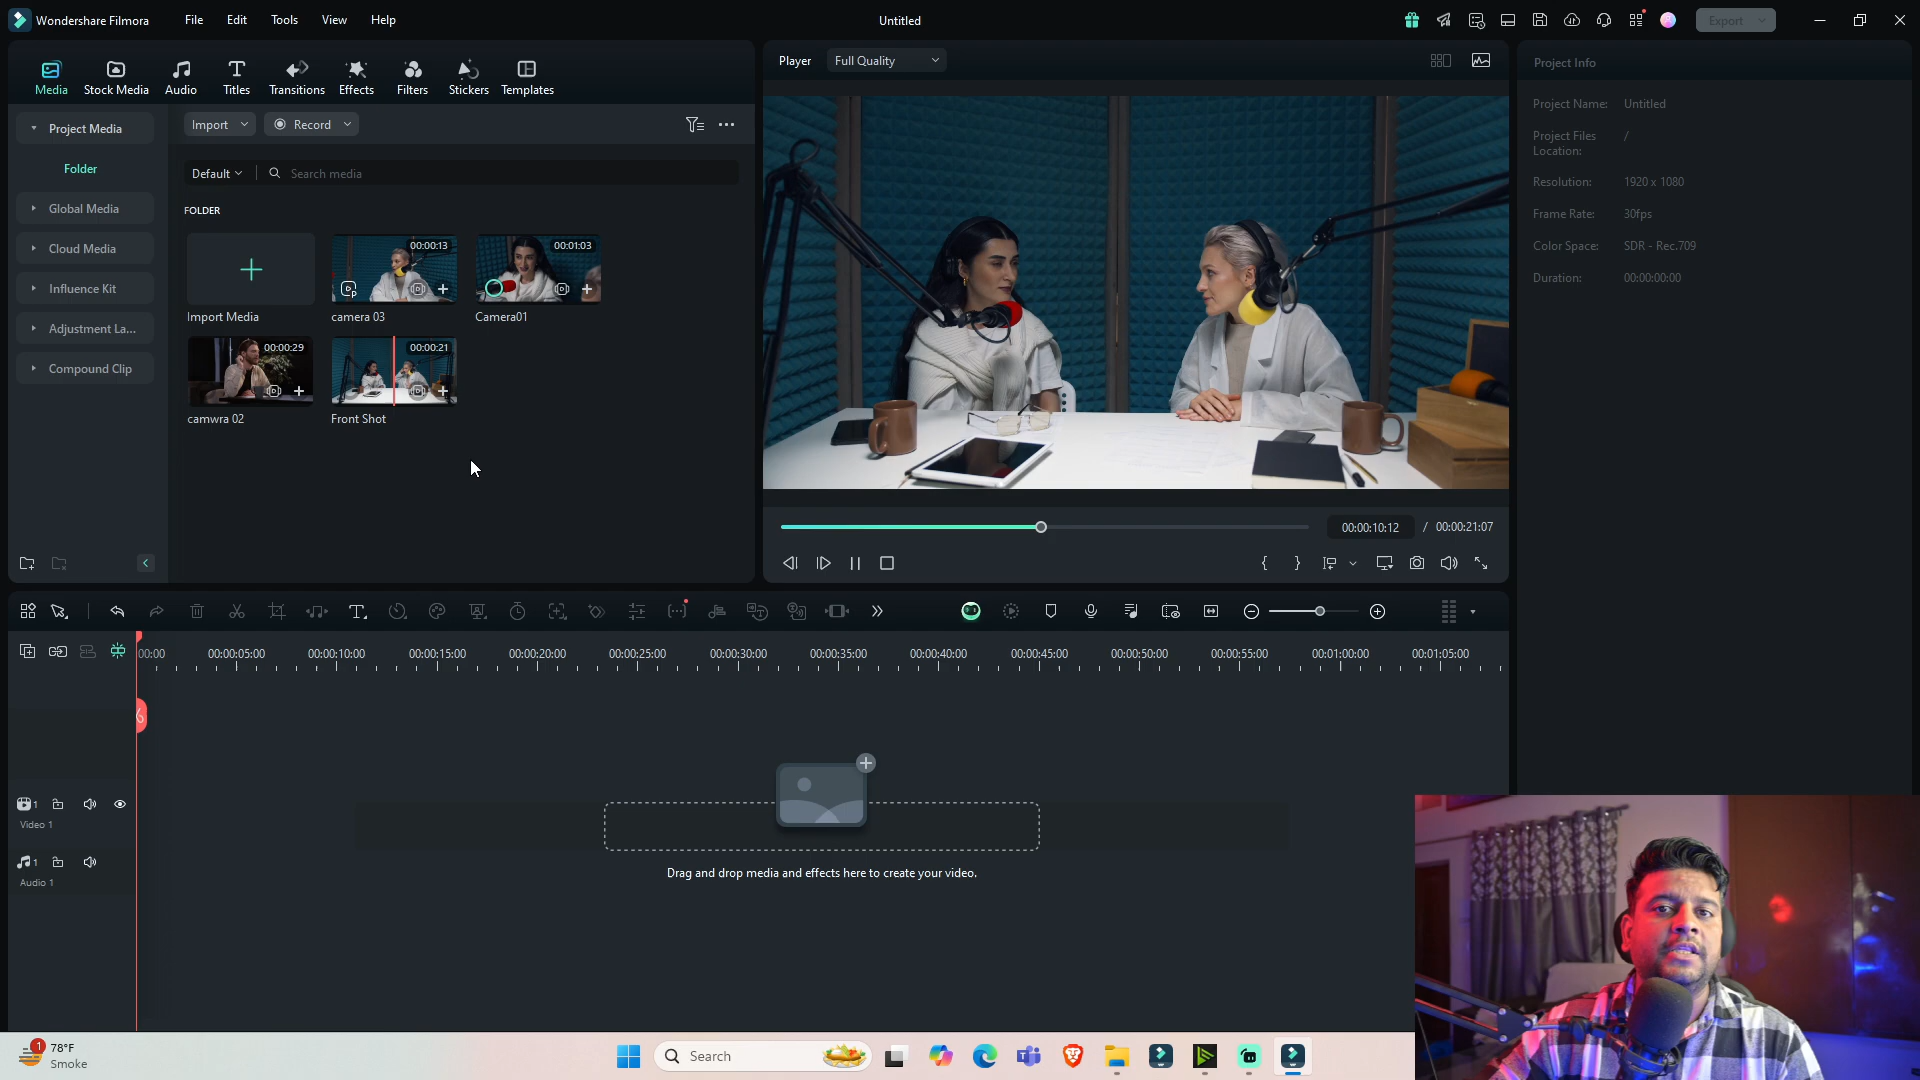 Wondershare Filmora
File
Edit
Tools
View
Help
Untitled
Export
Media
Stock Media
Audio
Titles
Transitions
Effects
Filters
Stickers
Templates
Player
Full Quality
Project Info
Project Media
Import
Record
Project Name: Untitled
Project Files Location: /
Folder
Default
Search media
Resolution: 1920 x 1080
Global Media
FOLDER
Frame Rate: 30fps
Cloud Media
00:00:13
00:01:03
Color Space: SDR - Rec.709
Influence Kit
Duration: 00:00:00:00
Import Media
camera 03
Camera01
Adjustment La...
00:00:29
00:00:21
Compound Clip
camwra 02
Front Shot
00:00:10:12 / 00:00:21:07
00:00
00:00:05:00
00:00:10:00
00:00:15:00
00:00:20:00
00:00:25:00
00:00:30:00
00:00:35:00
00:00:40:00
00:00:45:00
00:00:50:00
00:00:55:00
00:01:00:00
00:01:05:00
1
Video 1
1
Audio 1
Drag and drop media and effects here to create your video.
1
78°F
Smoke
Search